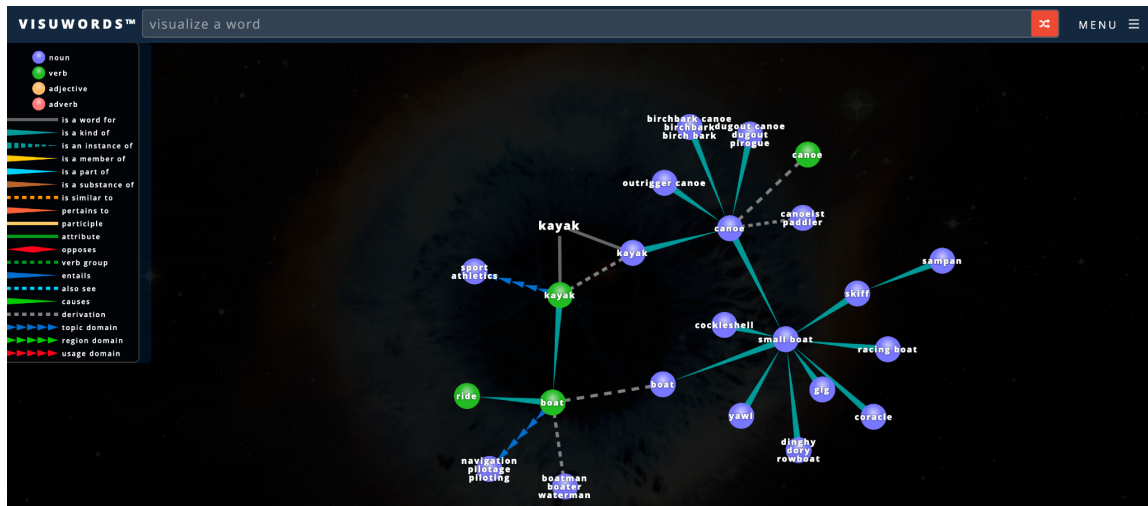 VISUWORDS™
visualize a word
MENU
noun
verb
adjective
adverb
is a word for
is a kind of
is an instance of
is a member of
is a part of
is a substance of
is similar to
pertains to
participle
attribute
opposes
verb group
entails
also see
causes
derivation
topic domain
region domain
usage domain
birchbark canoe
birchbark
birch bark
dugout canoe
dugout
pirogue
canoe
outrigger canoe
canoeist
paddler
canoe
kayak
kayak
sport
athletics
kayak
sampan
skiff
cockleshell
small boat
racing boat
boat
gig
ride
boat
yawl
coracle
dinghy
dory
rowboat
navigation
pilotage
piloting
boatman
boater
waterman